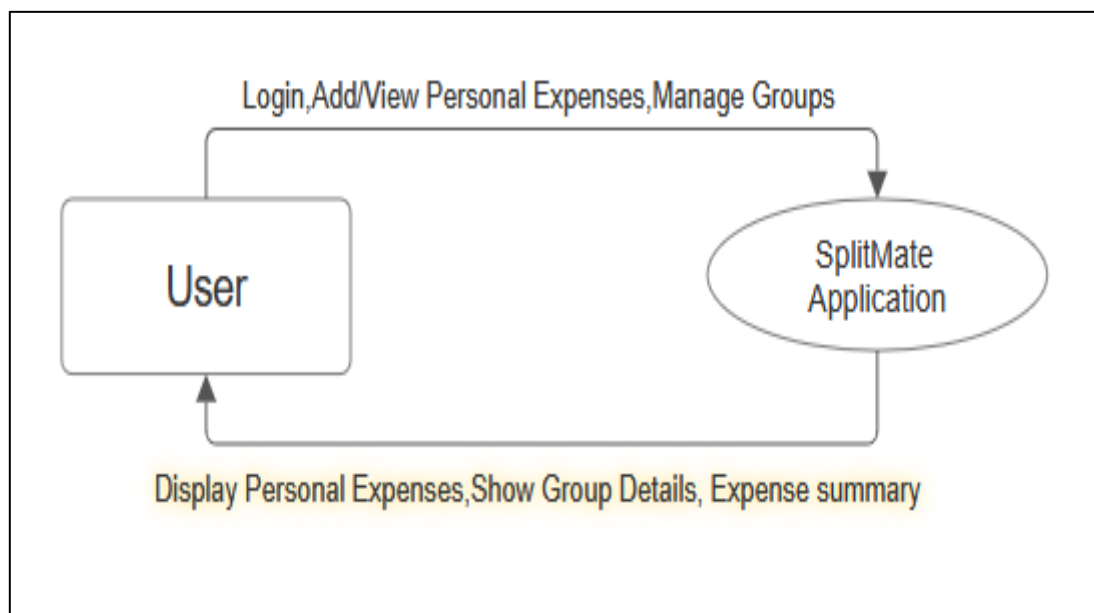 Login,Add/View Personal Expenses,Manage Groups
User
SplitMate
Application
Display Personal Expenses,Show Group Details, Expense summary